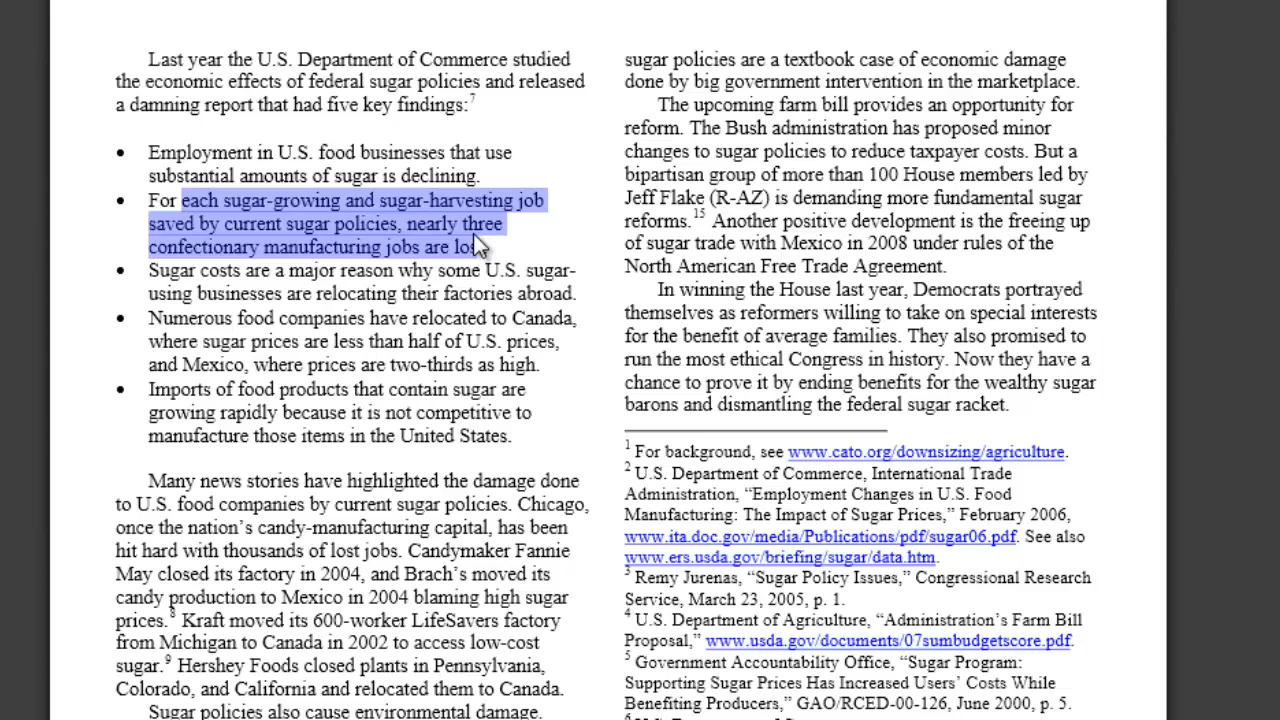 Last year the U.S. Department of Commerce studied
the economic effects of federal sugar policies and released
a damning report that had five key findings:7
• Employment in U.S. food businesses that use
substantial amounts of sugar is declining.
• For each sugar-growing and sugar-harvesting job
saved by current sugar policies, nearly three
confectionary manufacturing jobs are
• Sugar costs are a major reason why some U.S. sugar-
using businesses are relocating their factories abroad.
• Numerous food companies have relocated to Canada,
where sugar prices are less than half of U.S. prices,
and Mexico, where prices are two-thirds as high.
• Imports of food products that contain sugar are
growing rapidly because it is not competitive to
manufacture those items in the United States.
Many news stories have highlighted the damage done
to U.S. food companies by current sugar policies. Chicago,
once the nation's candy-manufacturing capital, has been
hit hard with thousands of lost jobs. Candymaker Fannie
May closed its factory in 2004, and Brach's moved its
candy production to Mexico in 2004 blaming high sugar
prices.8 Kraft moved its 600-worker LifeSavers factory
from Michigan to Canada in 2002 to access low-cost
sugar.9 Hershey Foods closed plants in Pennsylvania,
Colorado, and California and relocated them to Canada.
Sugar policies also cause environmental damage.
sugar policies are a textbook case of economic damage
done by big government intervention in the marketplace.
The upcoming farm bill provides an opportunity for
reform. The Bush administration has proposed minor
changes to sugar policies to reduce taxpayer costs. But a
bipartisan group of more than 100 House members led by
Jeff Flake (R-AZ) is demanding more fundamental sugar
reforms.15 Another positive development is the freeing up
of sugar trade with Mexico in 2008 under rules of the
North American Free Trade Agreement.
In winning the House last year, Democrats portrayed
themselves as reformers willing to take on special interests
for the benefit of average families. They also promised to
run the most ethical Congress in history. Now they have a
chance to prove it by ending benefits for the wealthy sugar
barons and dismantling the federal sugar racket.
1 For background, see www.cato.org/downsizing/agriculture.
2 U.S. Department of Commerce, International Trade
Administration, "Employment Changes in U.S. Food
Manufacturing: The Impact of Sugar Prices," February 2006,
www.ita.doc.gov/media/Publications/pdf/sugar06.pdf. See also
www.ers.usda.gov/briefing/sugar/data.htm.
3 Remy Jurenas, "Sugar Policy Issues," Congressional Research
Service, March 23, 2005, p. 1.
4 U.S. Department of Agriculture, "Administration's Farm Bill
Proposal," www.usda.gov/documents/07sumbudgetscore.pdf.
5 Government Accountability Office, "Sugar Program:
Supporting Sugar Prices Has Increased Users' Costs While
Benefiting Producers," GAO/RCED-00-126, June 2000, p. 5.